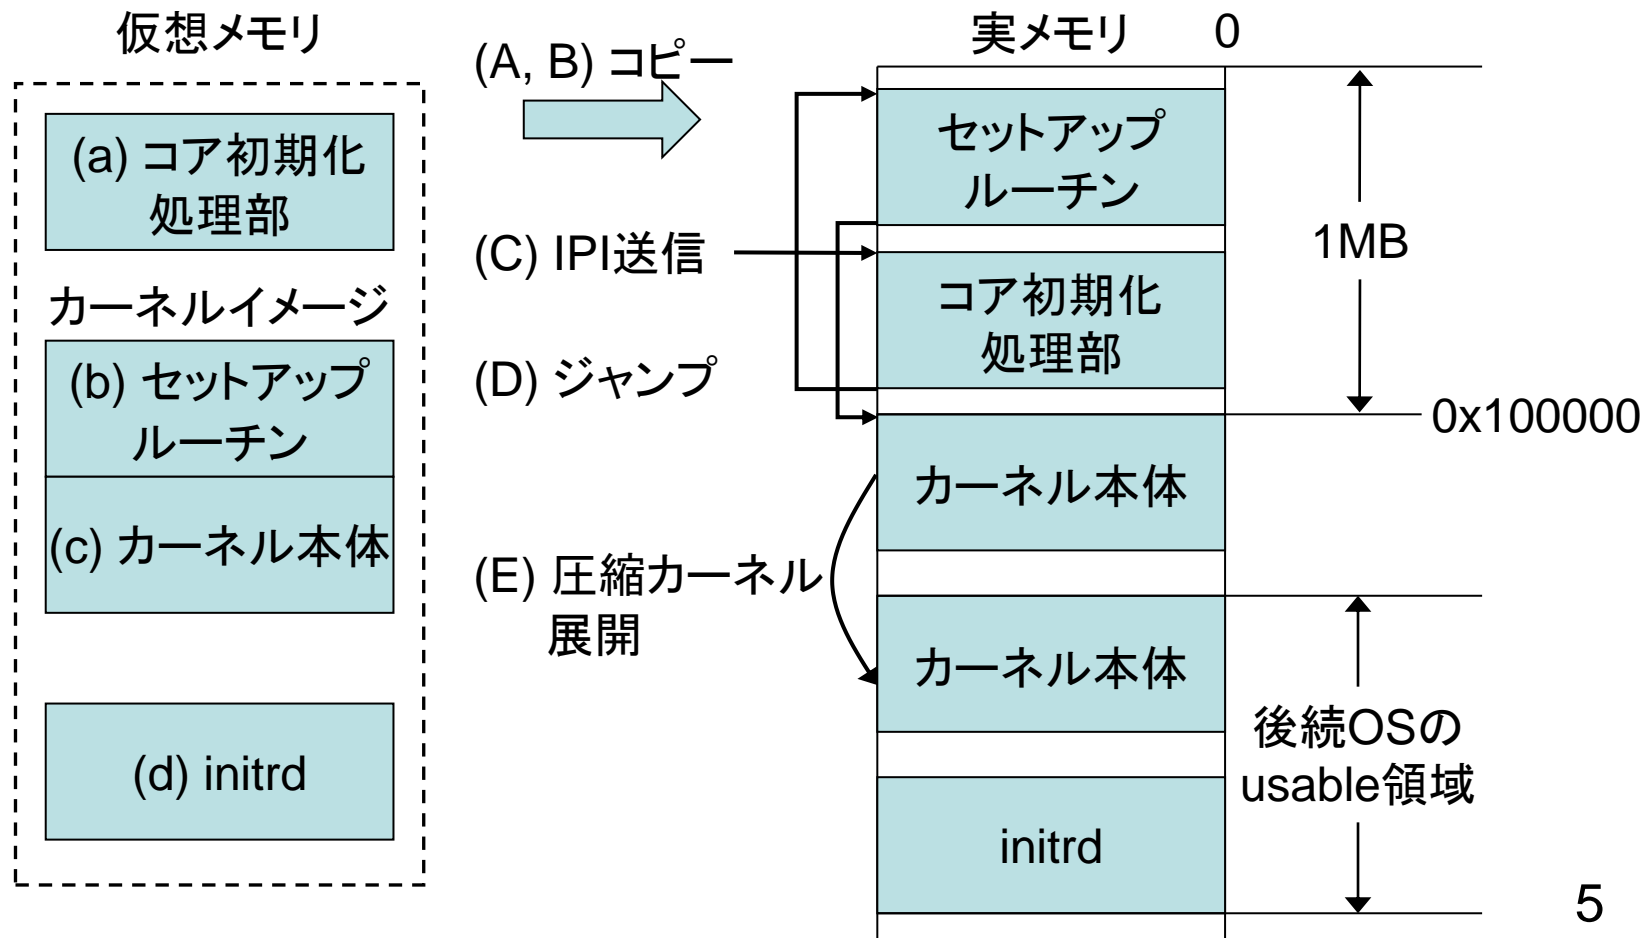 仮想メモリ
(a) コア初期化
処理部
カーネルイメージ
(b) セットアップ
ルーチン
(c) カーネル本体
(d) initrd
(A, B) コピー
(C) IPI送信
(D) ジャンプ
(E) 圧縮カーネル
展開
実メモリ 0
セットアップ
ルーチン
コア初期化
処理部
カーネル本体
カーネル本体
initrd
1MB
0x100000
後続OSの
usable領域
5